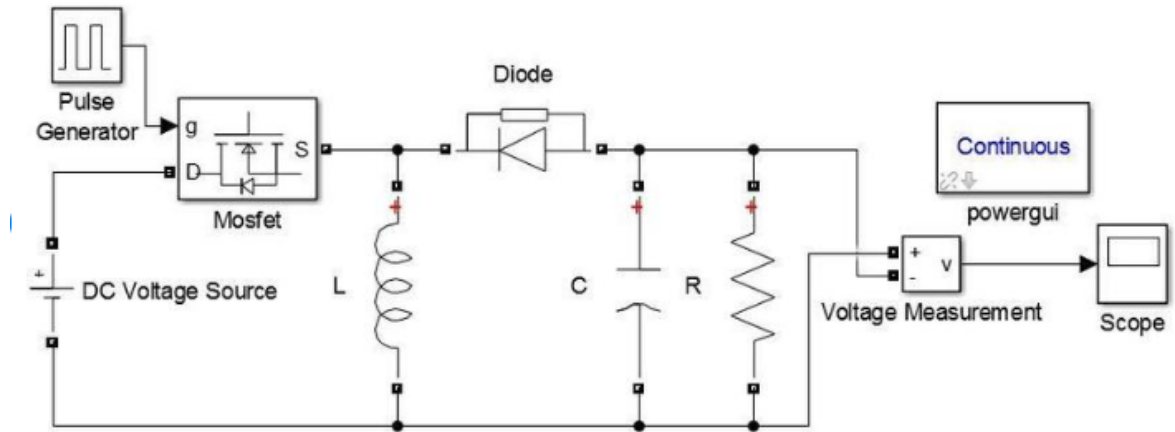 Pulse
Generator
g
D
S
Mosfet
+
DC Voltage Source
Diode
+
L
+
C
+
R
Continuous
powergui
+
-
v
Voltage Measurement
Scope